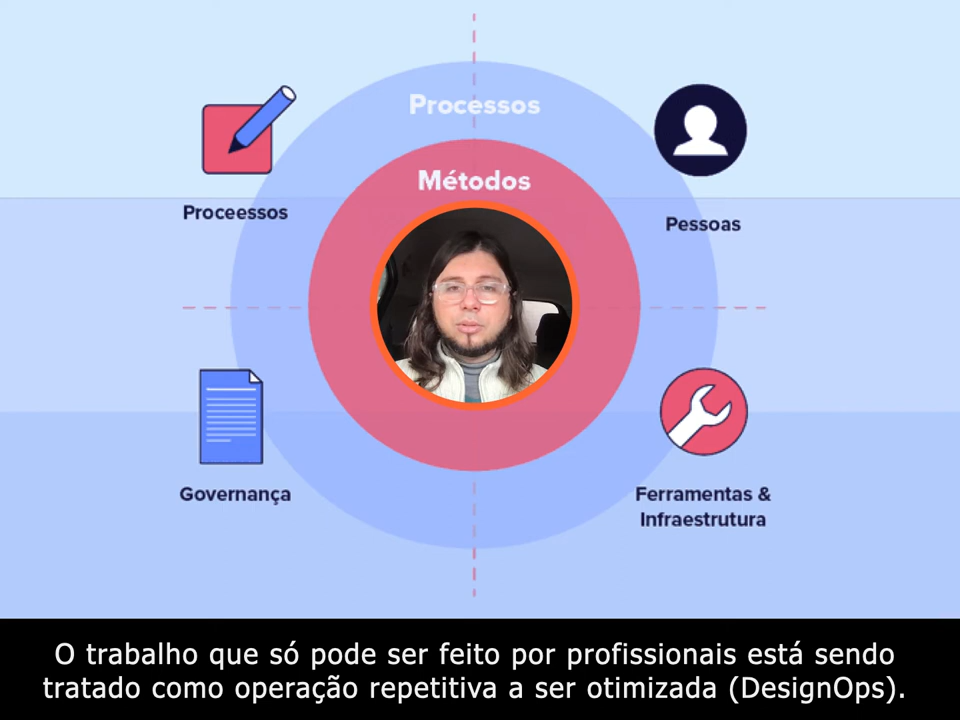 Processos
Métodos
Proceessos
Pessoas
Governança
Ferramentas &
Infraestrutura
O trabalho que só pode ser feito por profissionais está sendo
tratado como operação repetitiva a ser otimizada (DesignOps).